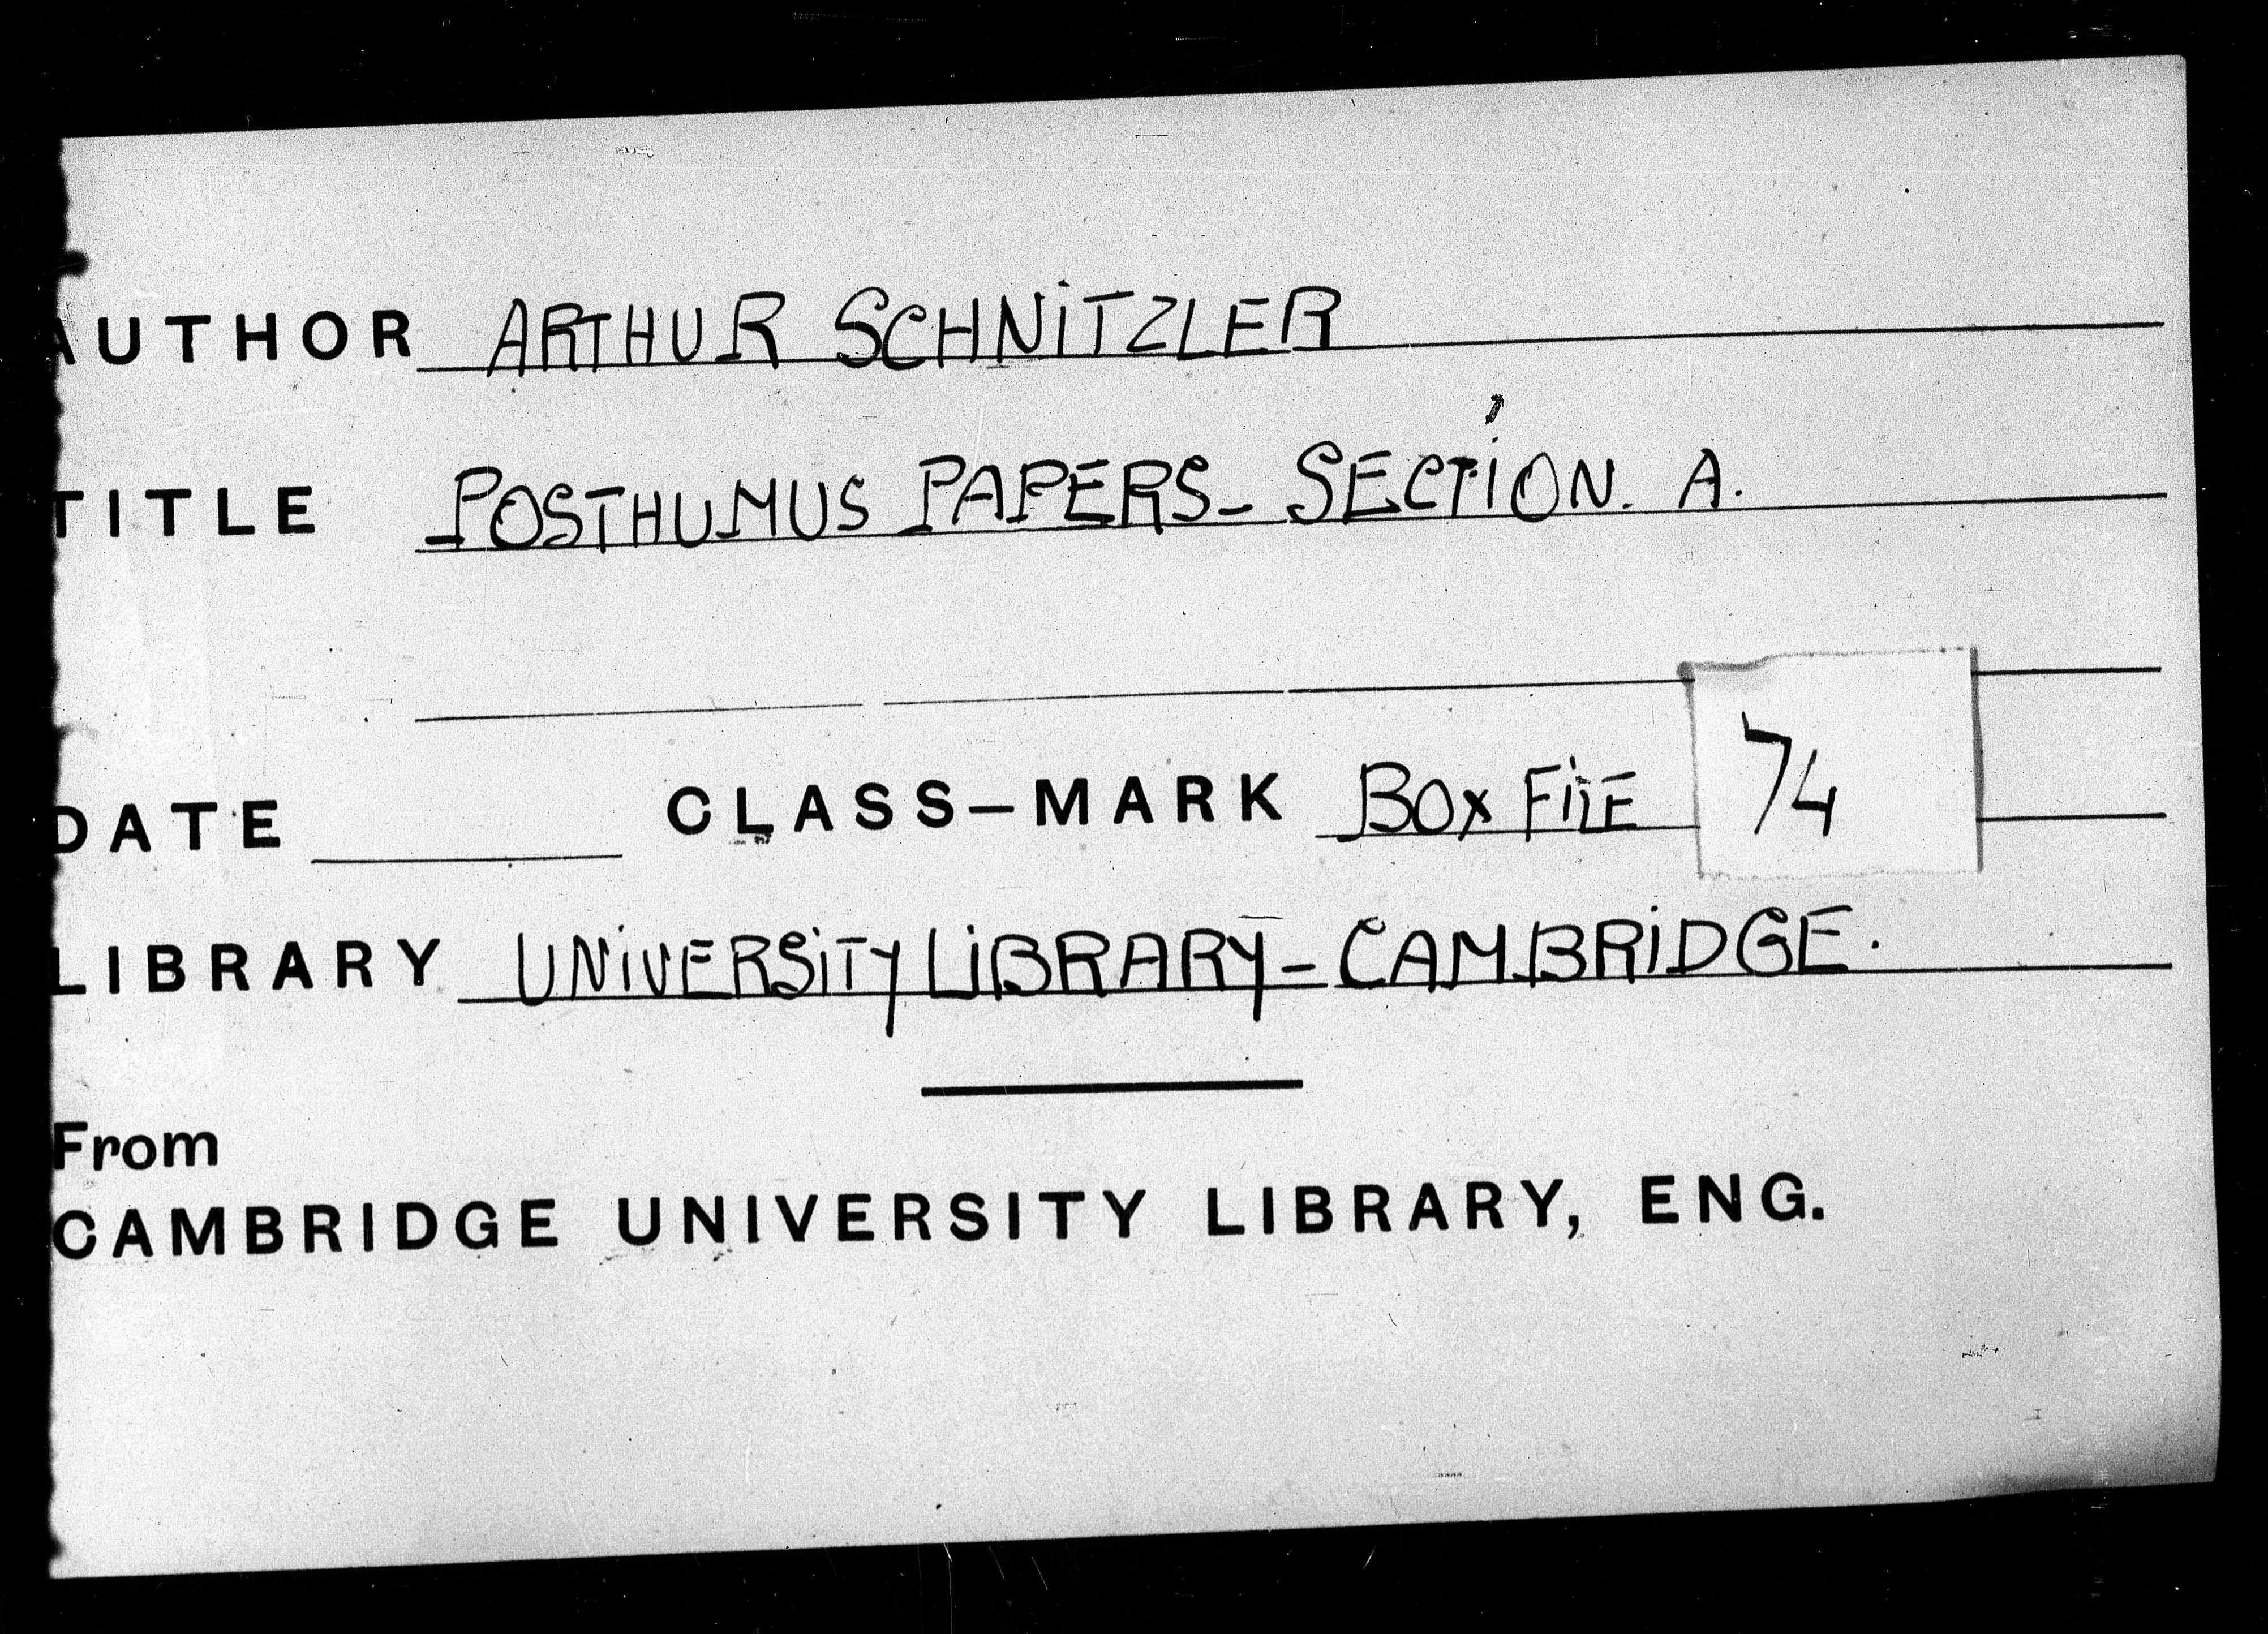 AUTHOR ARTHUR SCHNITZLER
TITLE POSTHUMUS PAPERS - SECTION. A.
DATE CLASS-MARK BOX FILE 74
LIBRARY UNIVERSITY LIBRARY - CAMBRIDGE.
From
CAMBRIDGE UNIVERSITY LIBRARY, ENG.